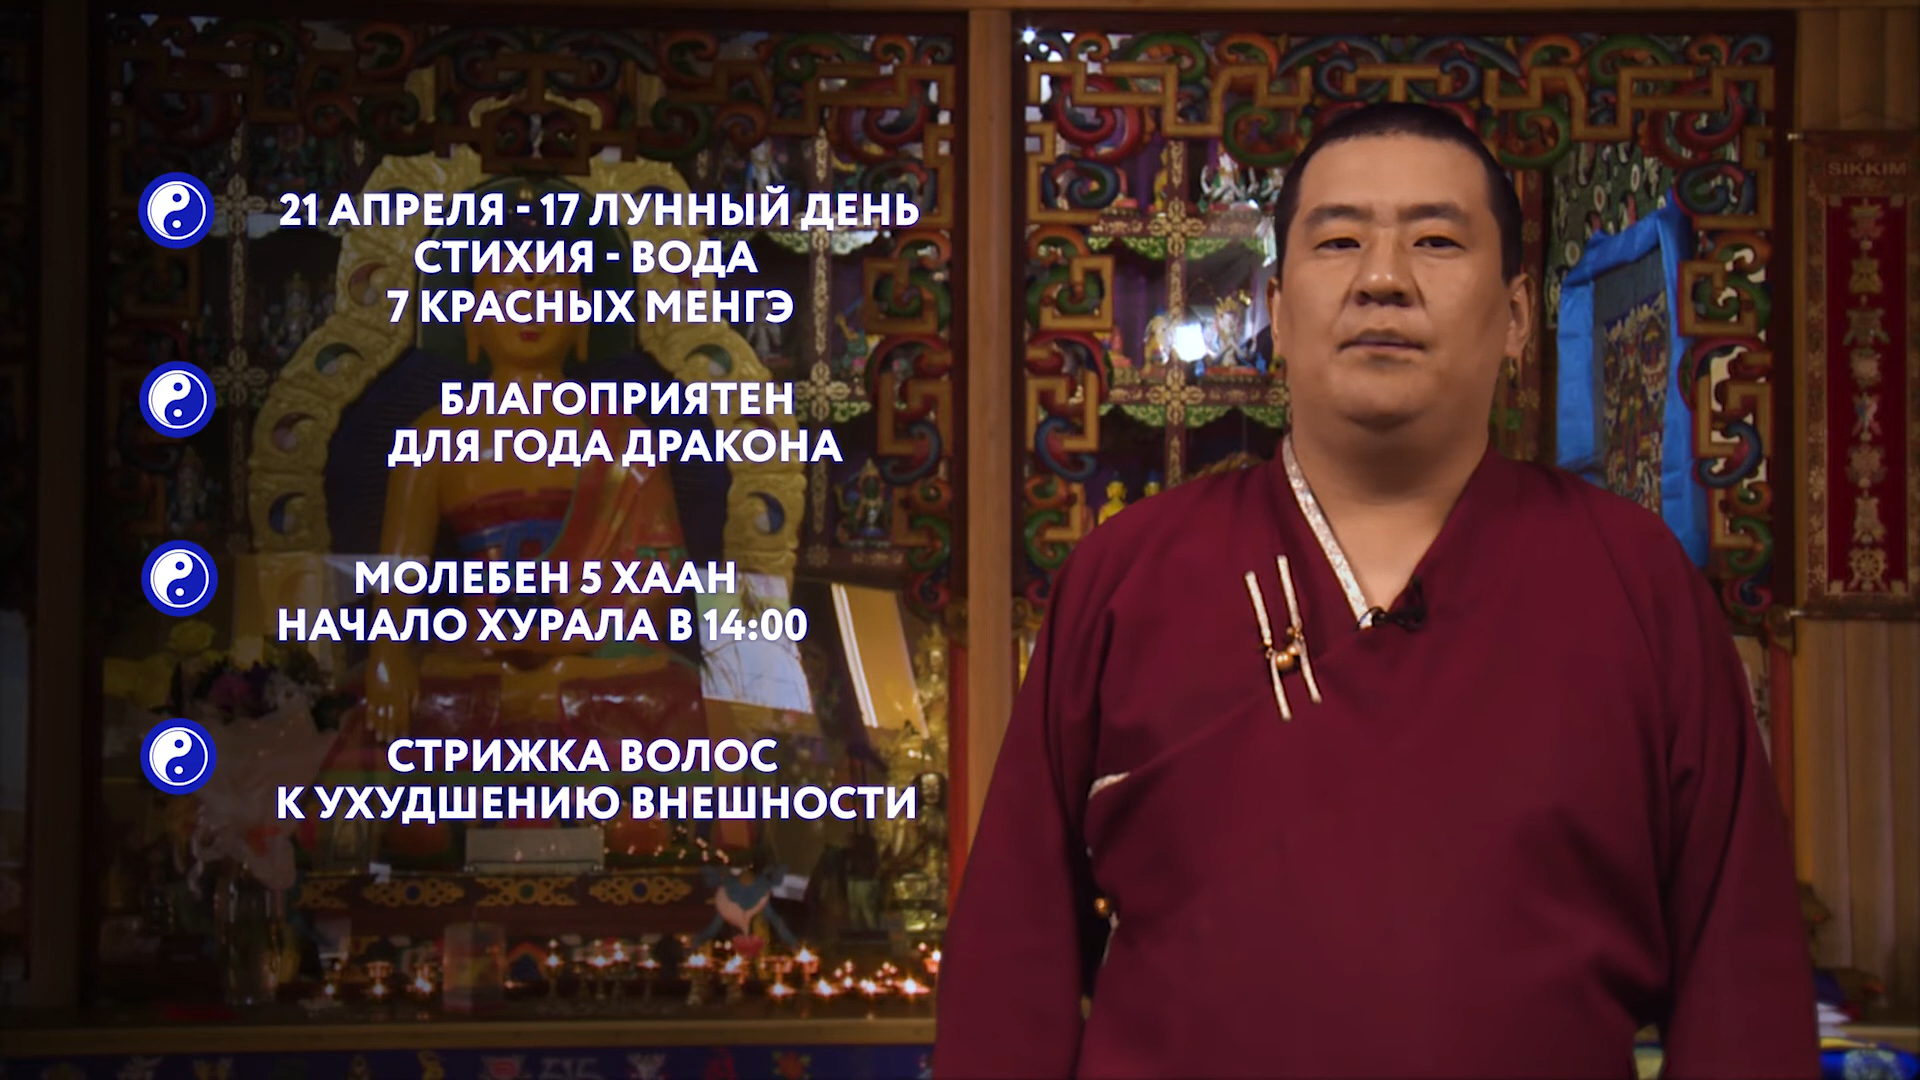 21 АПРЕЛЯ - 17 ЛУННЫЙ ДЕНЬ
СТИХИЯ - ВОДА
7 КРАСНЫХ МЕНГЭ
БЛАГОПРИЯТЕН
ДЛЯ ГОДА ДРАКОНА
МОЛЕБЕН 5 ХААН
НАЧАЛО ХУРАЛА В 14:00
СТРИЖКА ВОЛОС
К УХУДШЕНИЮ ВНЕШНОСТИ
SIKKIM